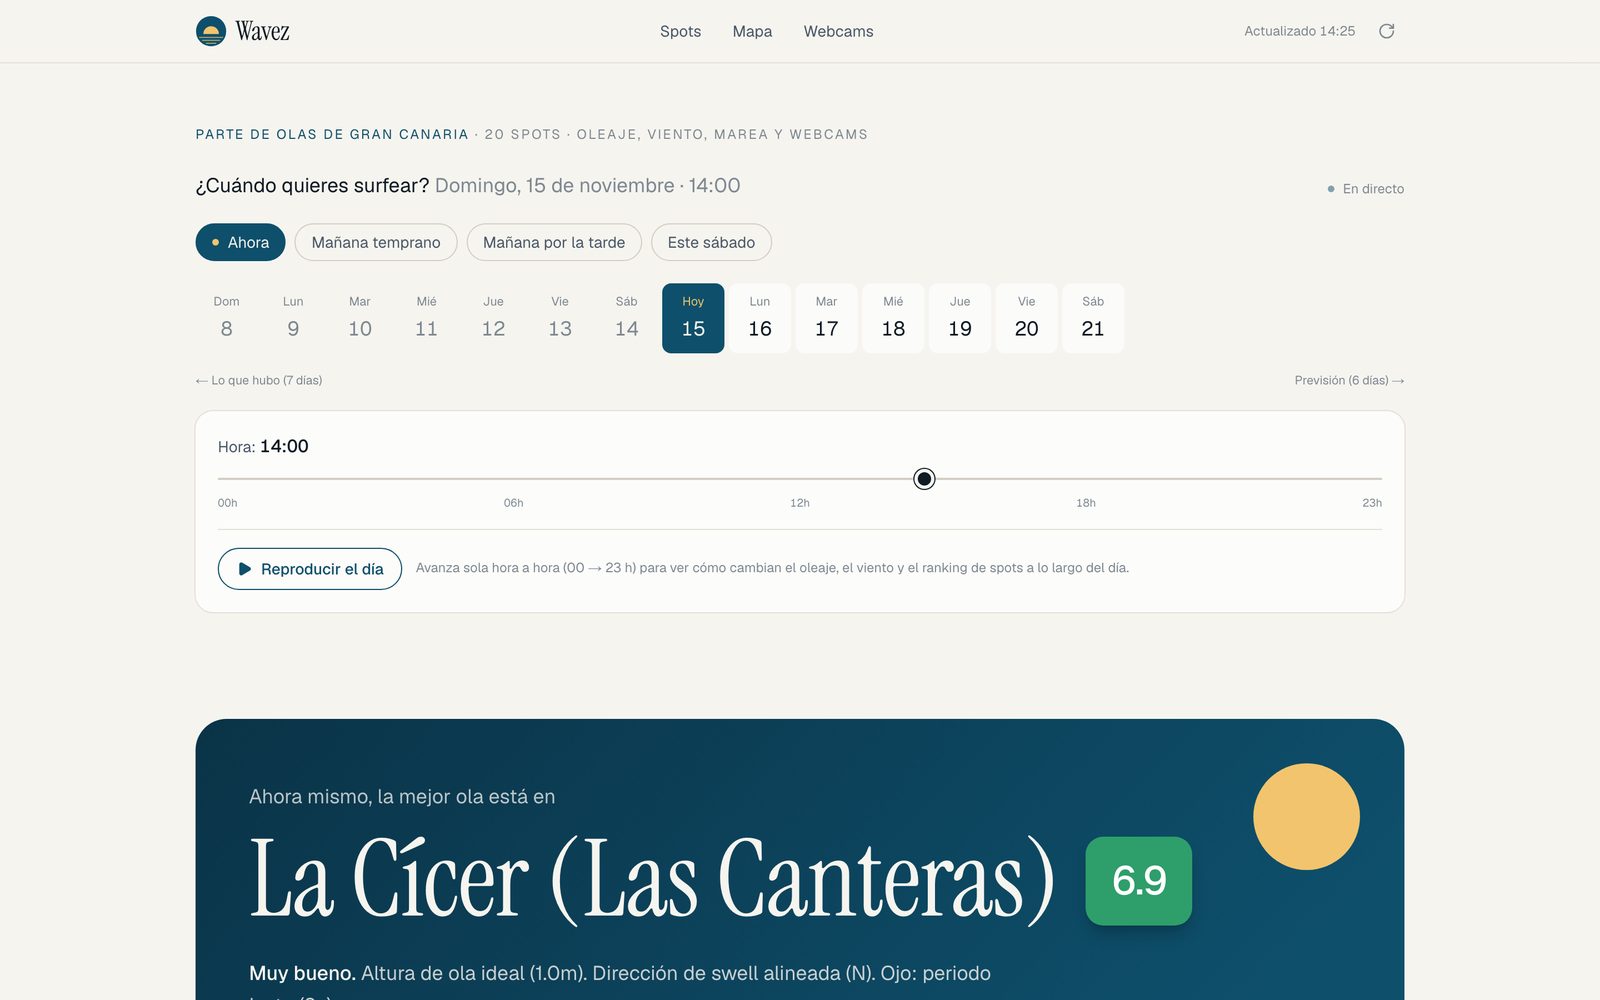 Wavez
Spots
Mapa
Webcams
Actualizado 14:25
PARTE DE OLAS DE GRAN CANARIA · 20 SPOTS · OLEAJE, VIENTO, MAREA Y WEBCAMS
¿Cuándo quieres surfear? Domingo, 15 de noviembre · 14:00
En directo
Ahora
Mañana temprano
Mañana por la tarde
Este sábado
Dom 8
Lun 9
Mar 10
Mié 11
Jue 12
Vie 13
Sáb 14
Hoy 15
Lun 16
Mar 17
Mié 18
Jue 19
Vie 20
Sáb 21
← Lo que hubo (7 días)
Previsión (6 días) →
Hora: 14:00
00h 06h 12h 18h 23h
Reproducir el día
Avanza sola hora a hora (00 → 23 h) para ver cómo cambian el oleaje, el viento y el ranking de spots a lo largo del día.
Ahora mismo, la mejor ola está en
La Cícer (Las Canteras)
6.9
Muy bueno. Altura de ola ideal (1.0m). Dirección de swell alineada (N). Ojo: periodo